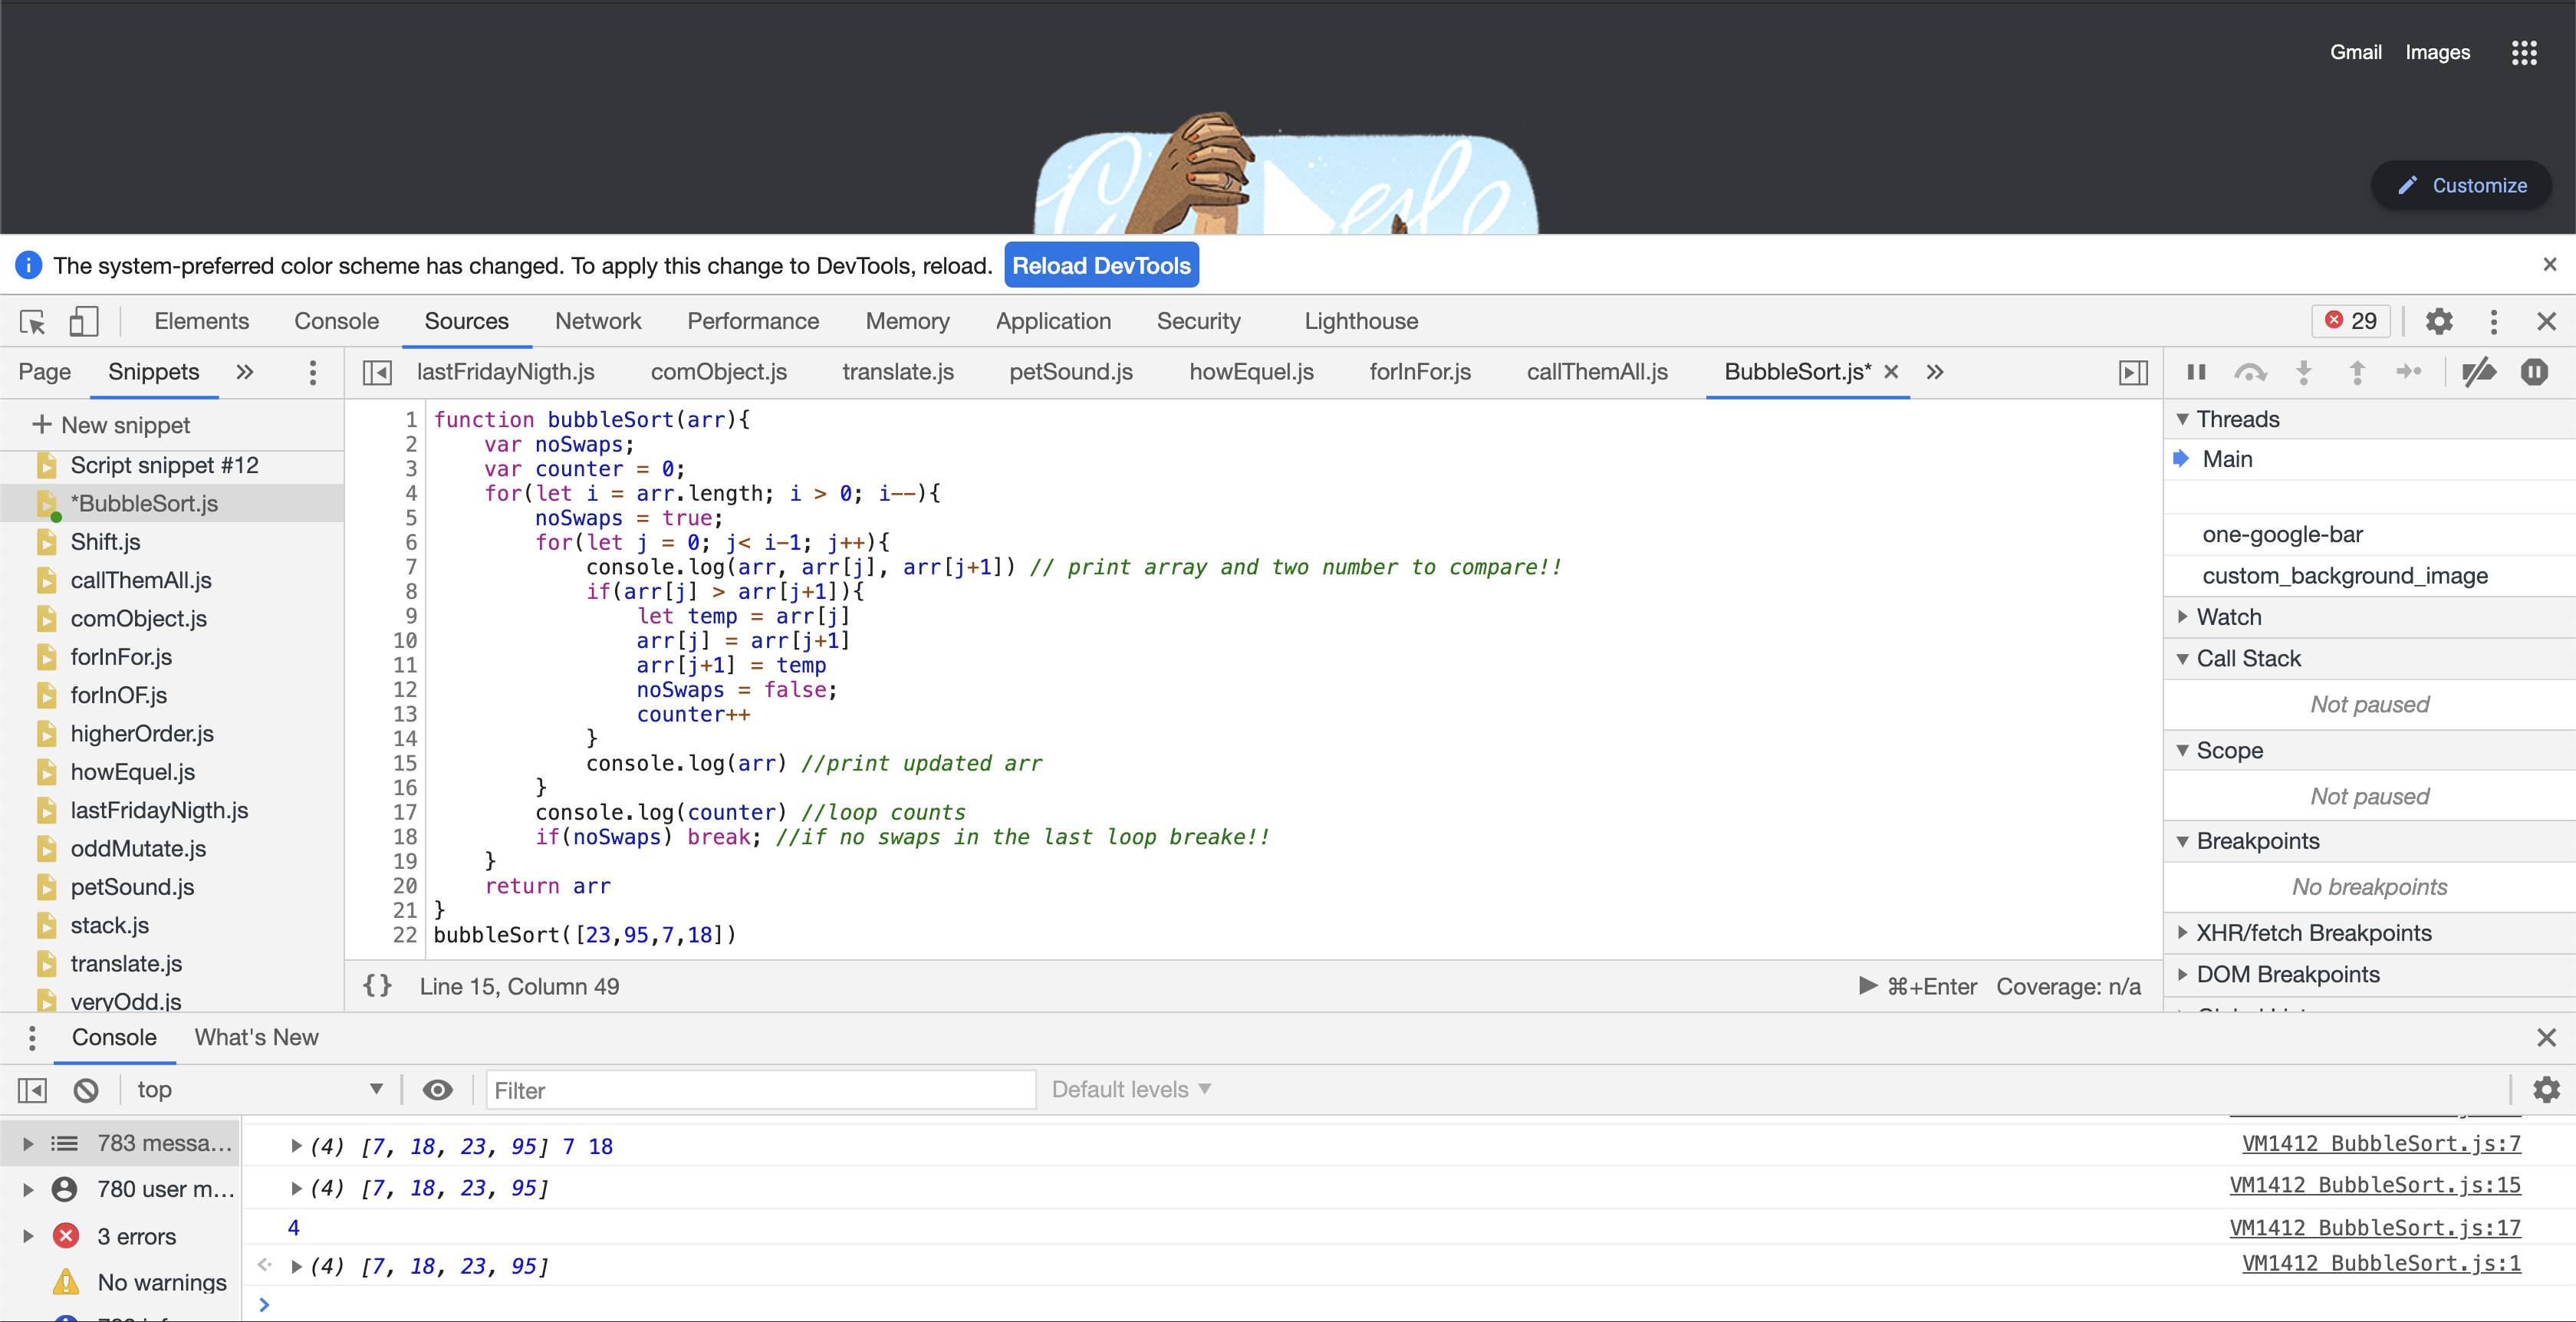 Gmail Images
Customize
The system-preferred color scheme has changed. To apply this change to DevTools, reload. Reload DevTools
Elements Console Sources Network Performance Memory Application Security Lighthouse 29
Page Snippets
lastFridayNigth.js comObject.js translate.js petSound.js howEquel.js forInFor.js callThemAll.js BubbleSort.js*
New snippet
Script snippet #12
*BubbleSort.js
Shift.js
callThemAll.js
comObject.js
forInFor.js
forInOF.js
higherOrder.js
howEquel.js
lastFridayNigth.js
oddMutate.js
petSound.js
stack.js
translate.js
veryOdd.js
1 function bubbleSort(arr){
2 var noSwaps;
3 var counter = 0;
4 for(let i = arr.length; i > 0; i--){
5 noSwaps = true;
6 for(let j = 0; j< i-1; j++){
7 console.log(arr, arr[j], arr[j+1]) // print array and two number to compare!!
8 if(arr[j] > arr[j+1]){
9 let temp = arr[j]
10 arr[j] = arr[j+1]
11 arr[j+1] = temp
12 noSwaps = false;
13 counter++
14 }
15 console.log(arr) //print updated arr
16 }
17 console.log(counter) //loop counts
18 if(noSwaps) break; //if no swaps in the last loop breake!!
19 }
20 return arr
21 }
22 bubbleSort([23,95,7,18])
{} Line 15, Column 49
⌘+Enter Coverage: n/a
Threads
Main
one-google-bar
custom_background_image
Watch
Call Stack
Not paused
Scope
Not paused
Breakpoints
No breakpoints
XHR/fetch Breakpoints
DOM Breakpoints
Console What's New
top Filter Default levels
783 messa…
780 user m…
3 errors
No warnings
(4) [7, 18, 23, 95] 7 18 VM1412 BubbleSort.js:7
(4) [7, 18, 23, 95] VM1412 BubbleSort.js:15
4 VM1412 BubbleSort.js:17
(4) [7, 18, 23, 95] VM1412 BubbleSort.js:1